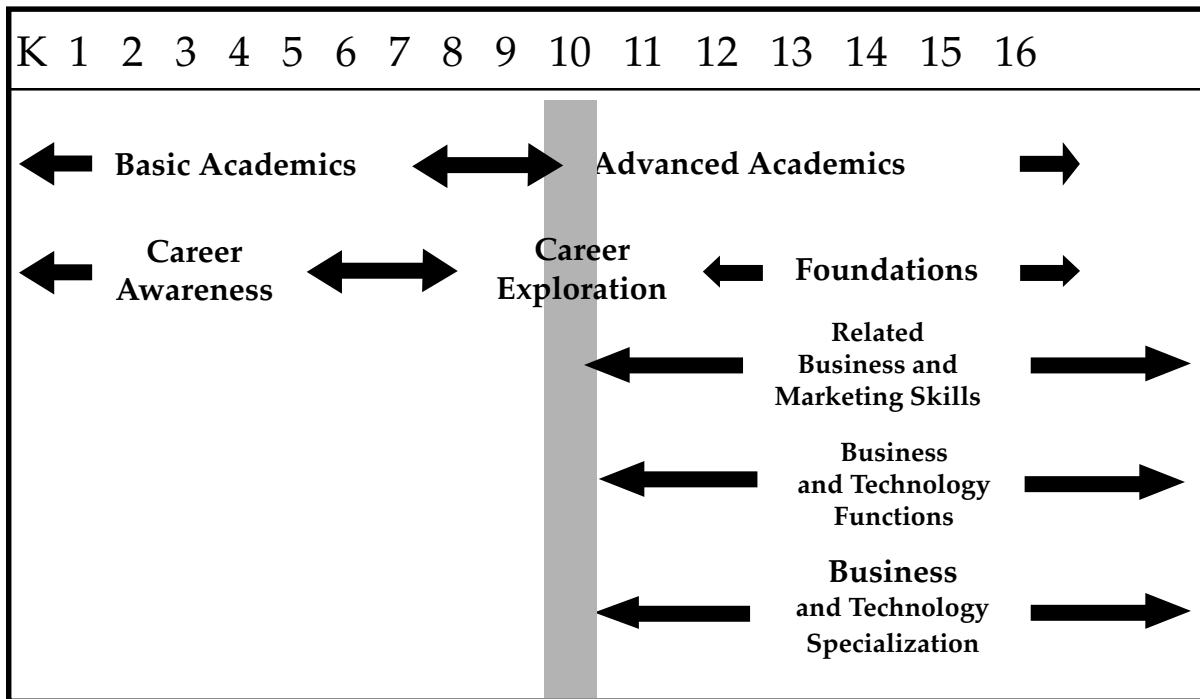 K 1 2 3 4 5 6 7 8 9 10 11 12 13 14 15 16
Basic Academics Advanced Academics
Career
Awareness
Career
Exploration
Foundations
Related
Business and
Marketing Skills
Business
and Technology
Functions
Business
and Technology
Specialization